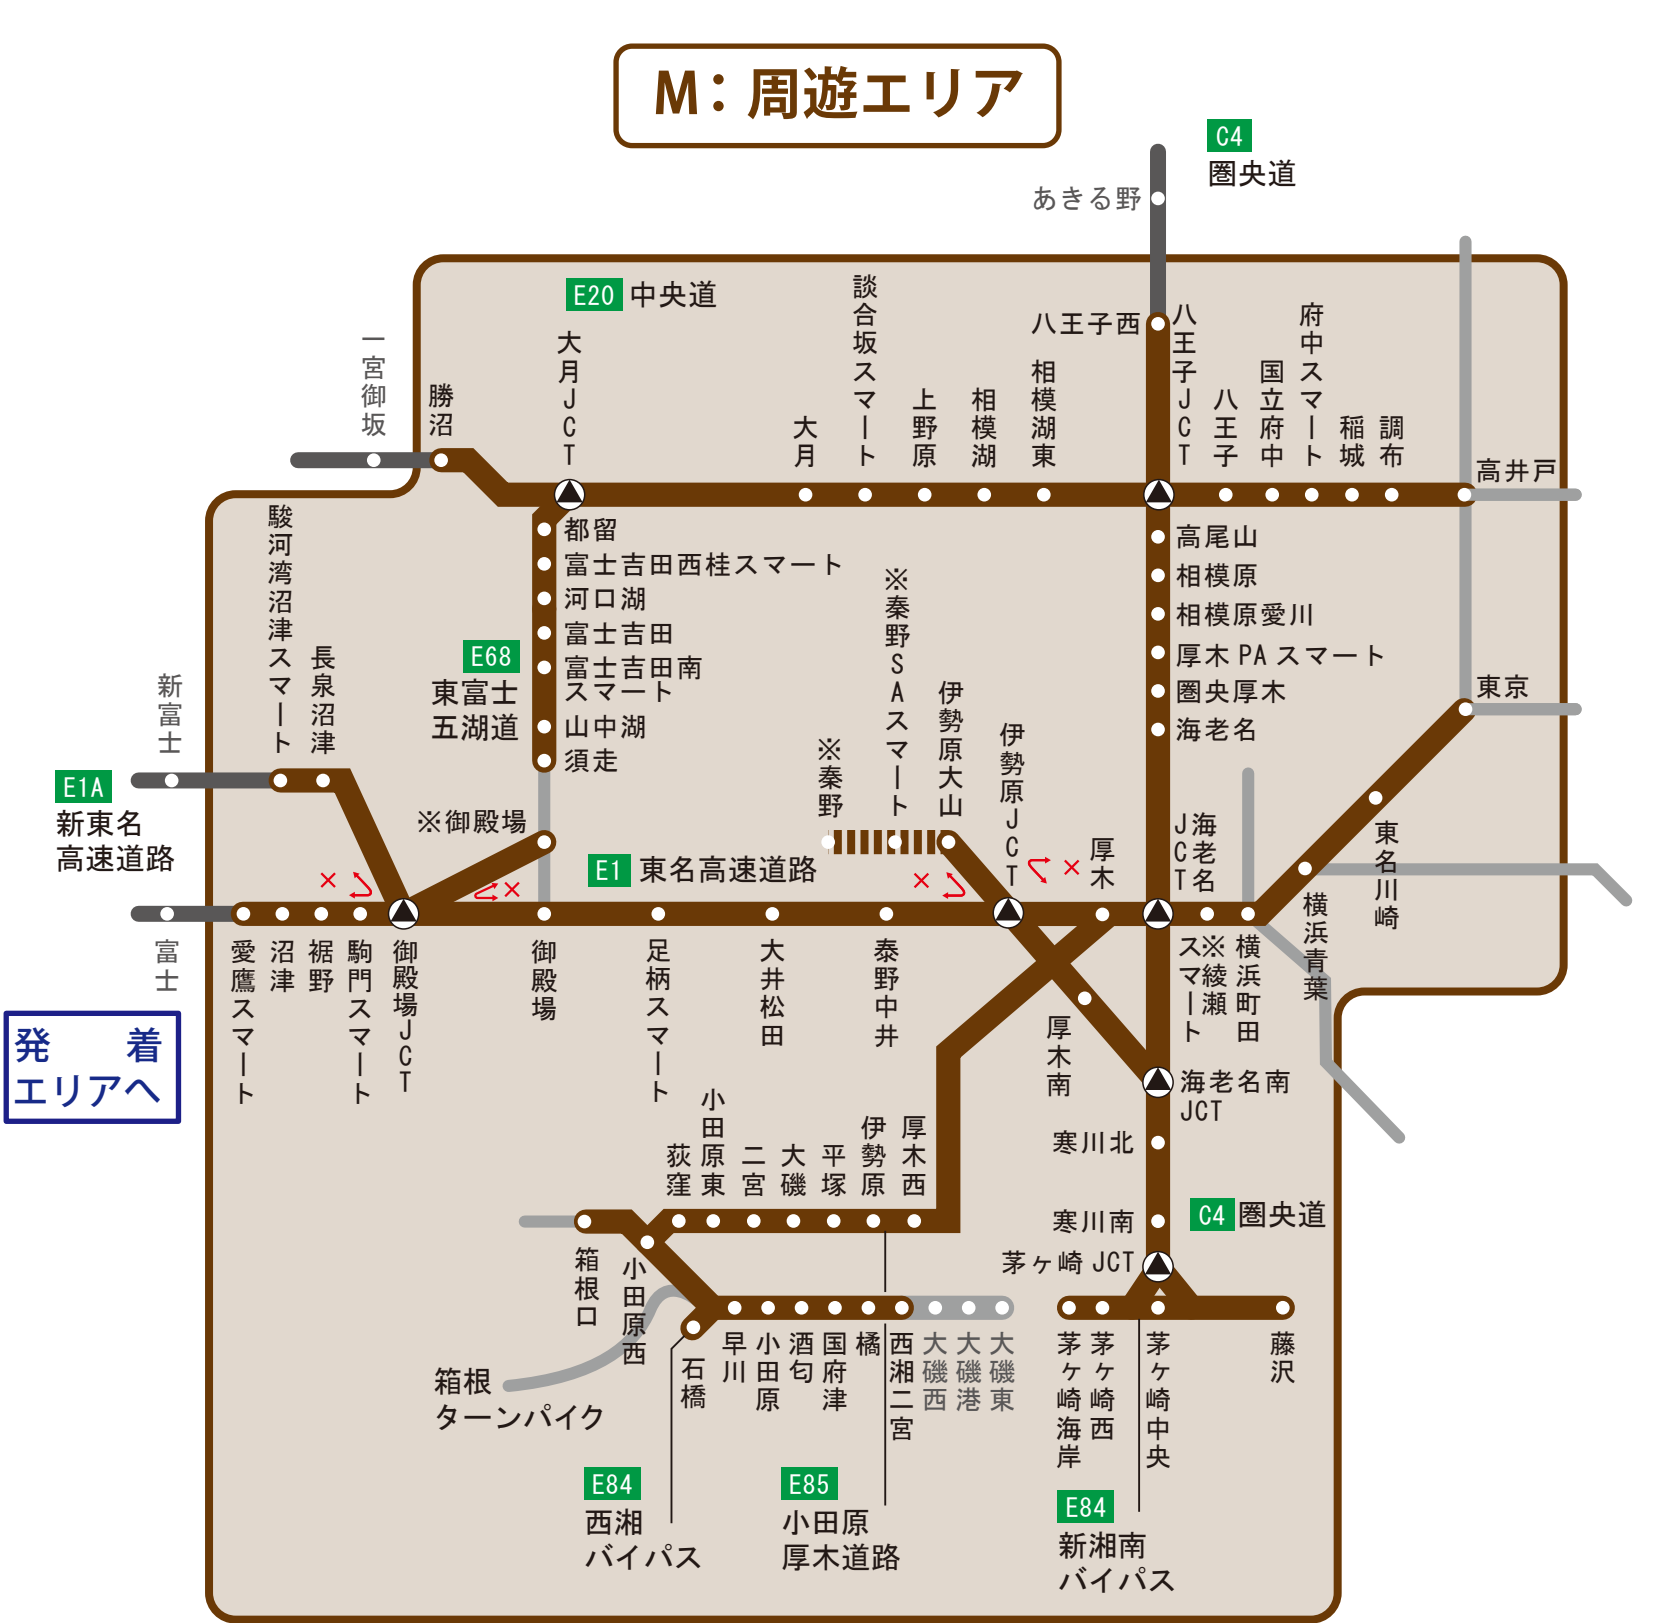 M：周遊エリア
C4
圏央道
あきる野
E20 中央道
一宮御坂
勝沼
大月JCT
大月
談合坂スマート
上野原
相模湖
相模湖東
八王子西
八王子JCT
八王子
国立府中
府中スマート
稲城
調布
高井戸
都留
富士吉田西桂スマート
河口湖
富士吉田
富士吉田南
スマート
山中湖
須走
E68
東富士
五湖道
高尾山
相模原
相模原愛川
厚木PAスマート
圏央厚木
海老名
駿河湾沼津スマート
長泉沼津
新富士
E1A
新東名
高速道路
※御殿場
※秦野
※秦野SAスマート
伊勢原大山
伊勢原JCT
厚木
海老名
JCT
東京
東名川崎
横浜青葉
E1 東名高速道路
富士
愛鷹スマート
沼津
裾野
駒門スマート
御殿場JCT
御殿場
足柄スマート
大井松田
秦野中井
厚木南
※綾瀬
スマート
横浜町田
発着
エリアへ
海老名南
JCT
寒川北
寒川南
茅ヶ崎JCT
C4 圏央道
荻窪
小田原東
二宮
大磯
平塚
伊勢原
厚木西
箱根口
小田原西
石橋
早川
小田原
酒匂
国府津
橘
西湘二宮
大磯西
大磯港
大磯東
茅ヶ崎海岸
茅ヶ崎西
茅ヶ崎中央
藤沢
箱根
ターンパイク
E84
西湘
バイパス
E85
小田原
厚木道路
E84
新湘南
バイパス